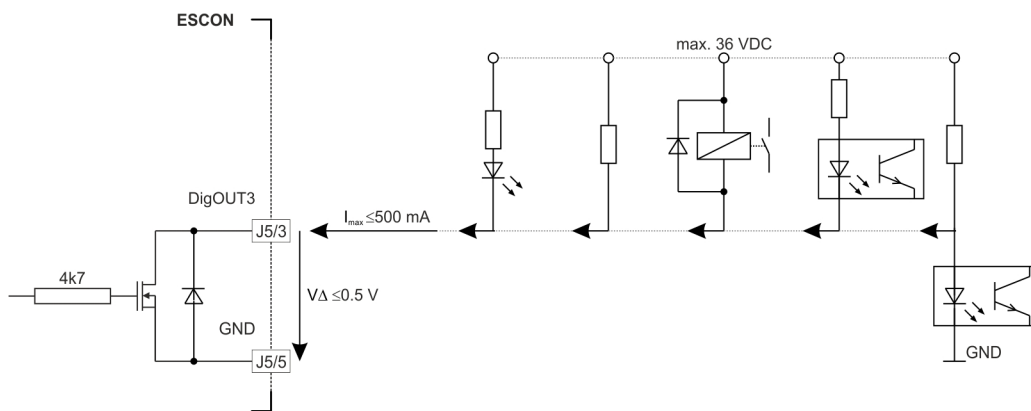 ESCON
max. 36 VDC
DigOUT3
J5/3
Imax ≤500 mA
4k7
VΔ ≤0.5 V
GND
J5/5
GND